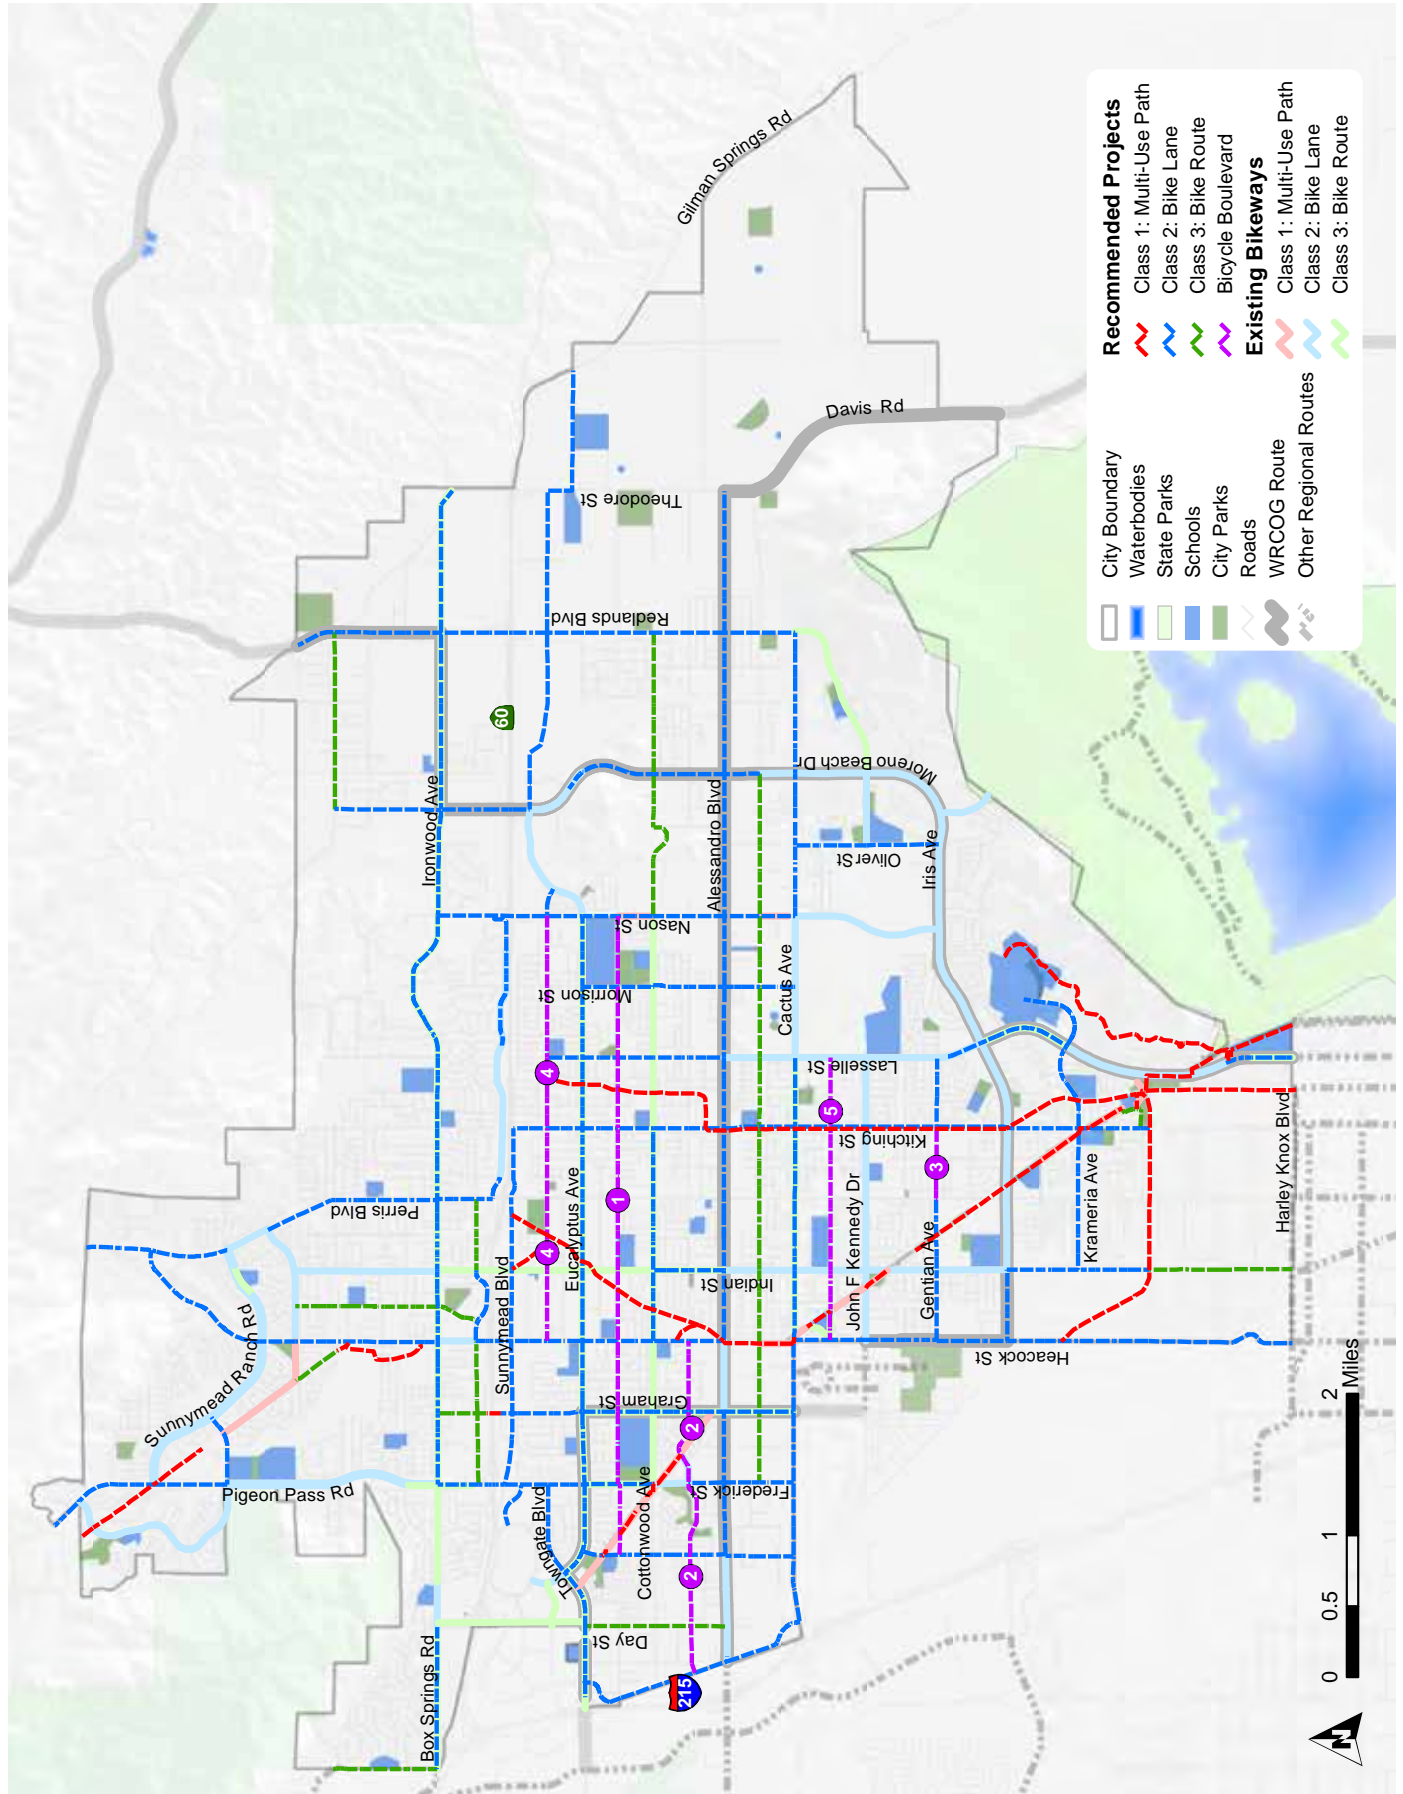 Gilman Springs Rd
Davis Rd
Theodore St
Redlands Blvd
60
Moreno Beach Dr
Ironwood Ave
Alessandro Blvd
Oliver St
Iris Ave
Nason St
Morrison St
Cactus Ave
Lasselle St
4
5
Kitching St
3
1
Perris Blvd
Eucalyptus Ave
4
Sunnymead Blvd
Indian St
John F Kennedy Dr
Gentian Ave
Krameria Ave
Harley Knox Blvd
Heacock St
Sunnymead Ranch Rd
Graham St
2
Pigeon Pass Rd
Frederick St
Towngate Blvd
Cottonwood Ave
2
Day St
Box Springs Rd
215
City Boundary
Waterbodies
State Parks
Schools
City Parks
Roads
WRCOG Route
Other Regional Routes
Recommended Projects
Class 1: Multi-Use Path
Class 2: Bike Lane
Class 3: Bike Route
Bicycle Boulevard
Existing Bikeways
Class 1: Multi-Use Path
Class 2: Bike Lane
Class 3: Bike Route
N
0 0.5 1 2
Miles